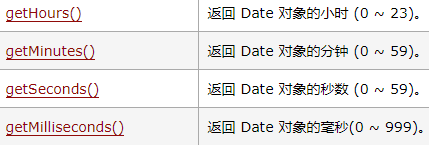 getHours() 返回 Date 对象的小时 (0 ~ 23)。
getMinutes() 返回 Date 对象的分钟 (0 ~ 59)。
getSeconds() 返回 Date 对象的秒数 (0 ~ 59)。
getMilliseconds() 返回 Date 对象的毫秒(0 ~ 999)。